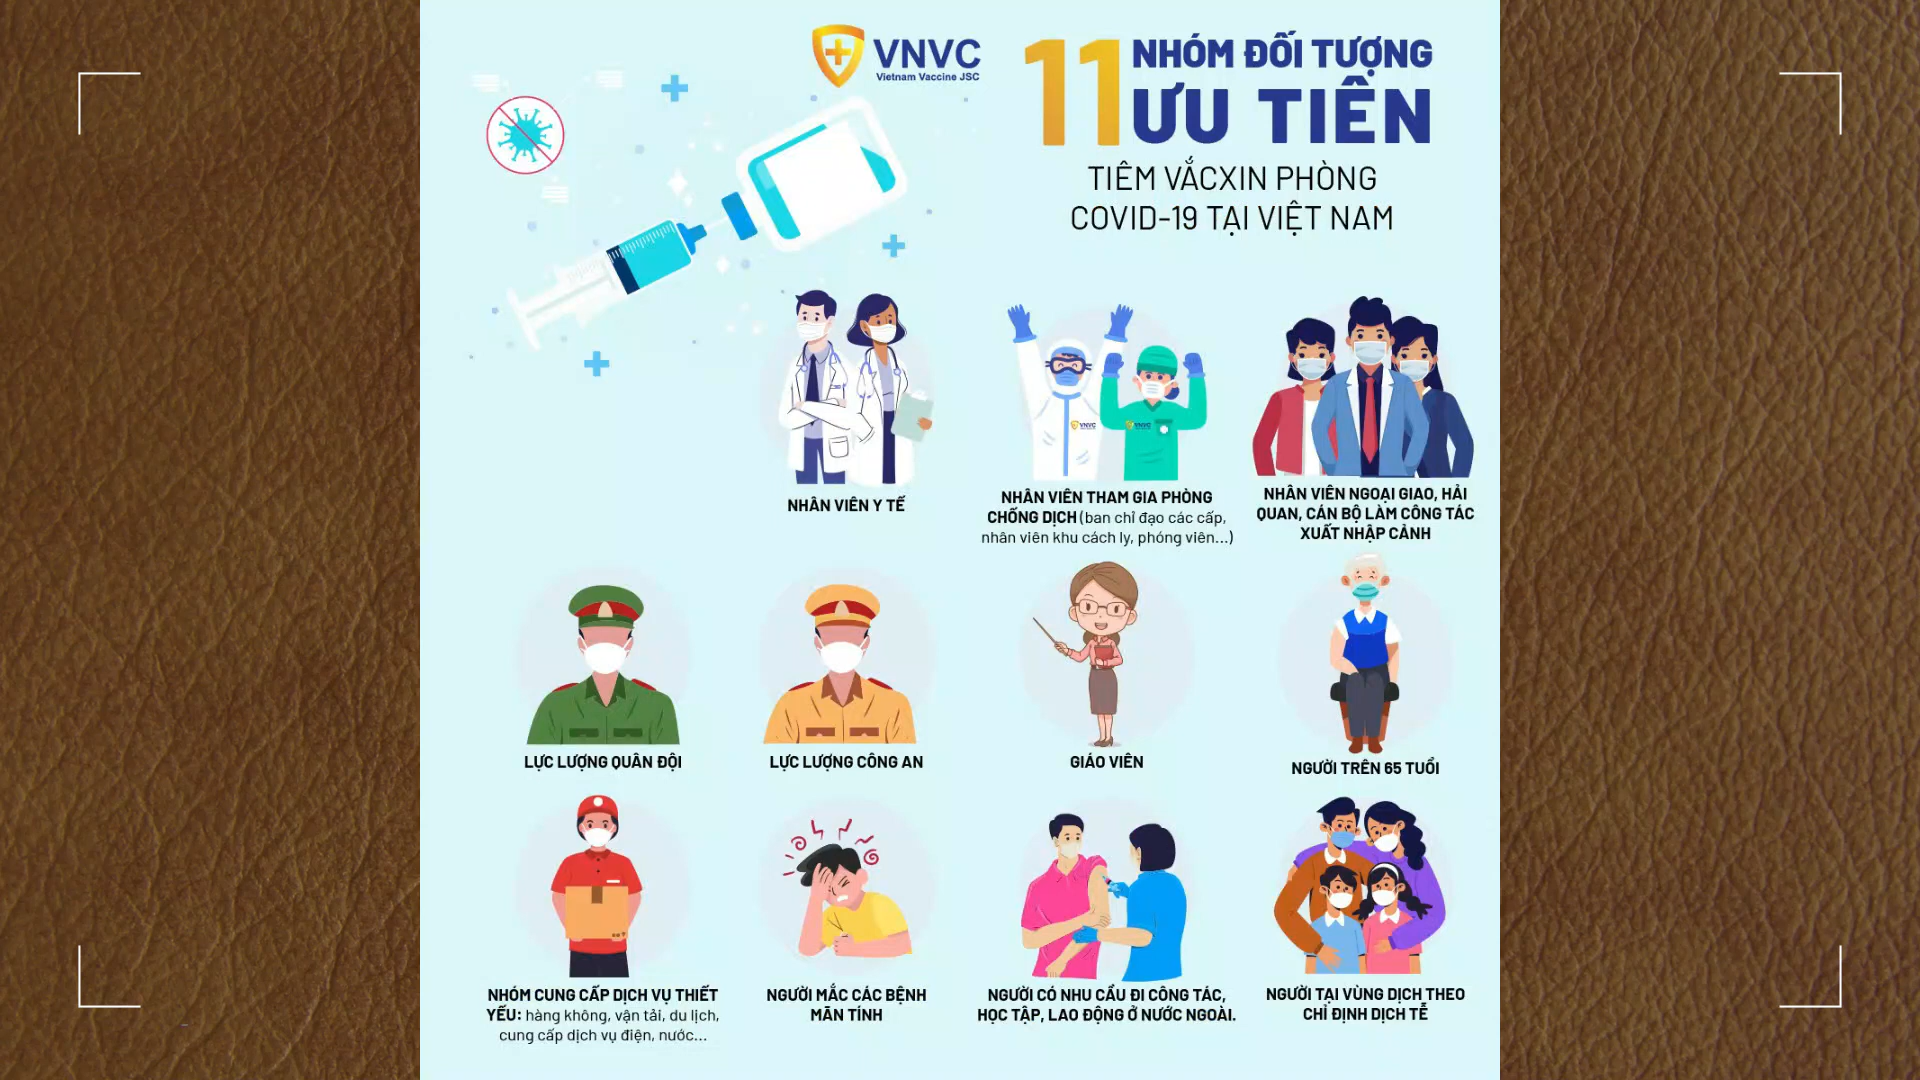 VNVC
Vietnam Vaccine JSC
11 NHÓM ĐỐI TƯỢNG
ƯU TIÊN
TIÊM VẮCXIN PHÒNG
COVID-19 TẠI VIỆT NAM
VNVC
VNVC
NHÂN VIÊN Y TẾ
NHÂN VIÊN THAM GIA PHÒNG
CHỐNG DỊCH (ban chỉ đạo các cấp,
nhân viên khu cách ly, phóng viên...)
NHÂN VIÊN NGOẠI GIAO, HẢI
QUAN, CÁN BỘ LÀM CÔNG TÁC
XUẤT NHẬP CẢNH
LỰC LƯỢNG QUÂN ĐỘI
LỰC LƯỢNG CÔNG AN
GIÁO VIÊN
NGƯỜI TRÊN 65 TUỔI
NHÓM CUNG CẤP DỊCH VỤ THIẾT
YẾU: hàng không, vận tải, du lịch,
cung cấp dịch vụ điện, nước...
NGƯỜI MẮC CÁC BỆNH
MÃN TÍNH
NGƯỜI CÓ NHU CẦU ĐI CÔNG TÁC,
HỌC TẬP, LAO ĐỘNG Ở NƯỚC NGOÀI.
NGƯỜI TẠI VÙNG DỊCH THEO
CHỈ ĐỊNH DỊCH TỄ